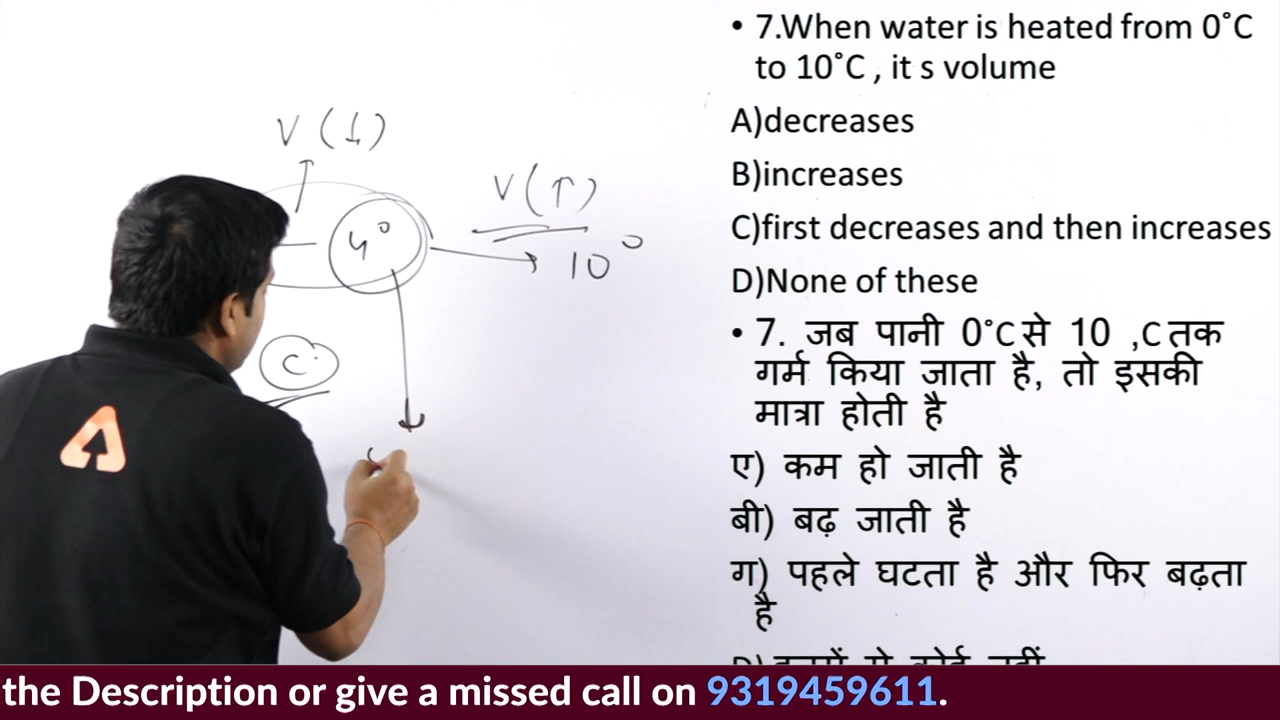 V (↓)
V (↑)
4°
10°
C
• 7.When water is heated from 0˚C
to 10˚C , it s volume
A)decreases
B)increases
C)first decreases and then increases
D)None of these
• 7. जब पानी 0˚C से 10 ,C तक
गर्म किया जाता है, तो इसकी
मात्रा होती है
ए) कम हो जाती है
बी) बढ़ जाती है
ग) पहले घटता है और फिर बढ़ता
है
the Description or give a missed call on 9319459611.